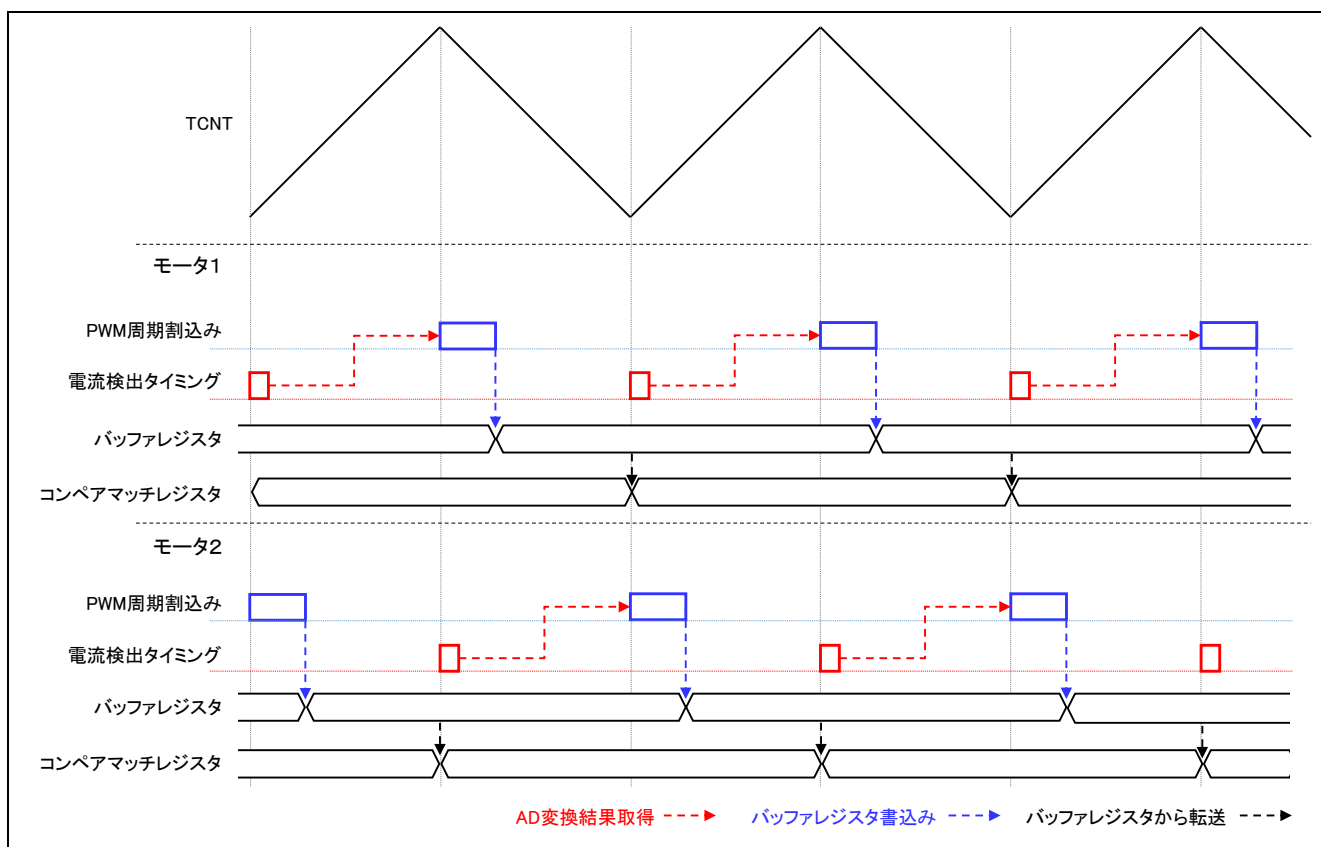 TCNT
モータ1
PWM周期割込み
電流検出タイミング
バッファレジスタ
コンペアマッチレジスタ
モータ2
PWM周期割込み
電流検出タイミング
バッファレジスタ
コンペアマッチレジスタ
AD変換結果取得 バッファレジスタ書込み バッファレジスタから転送